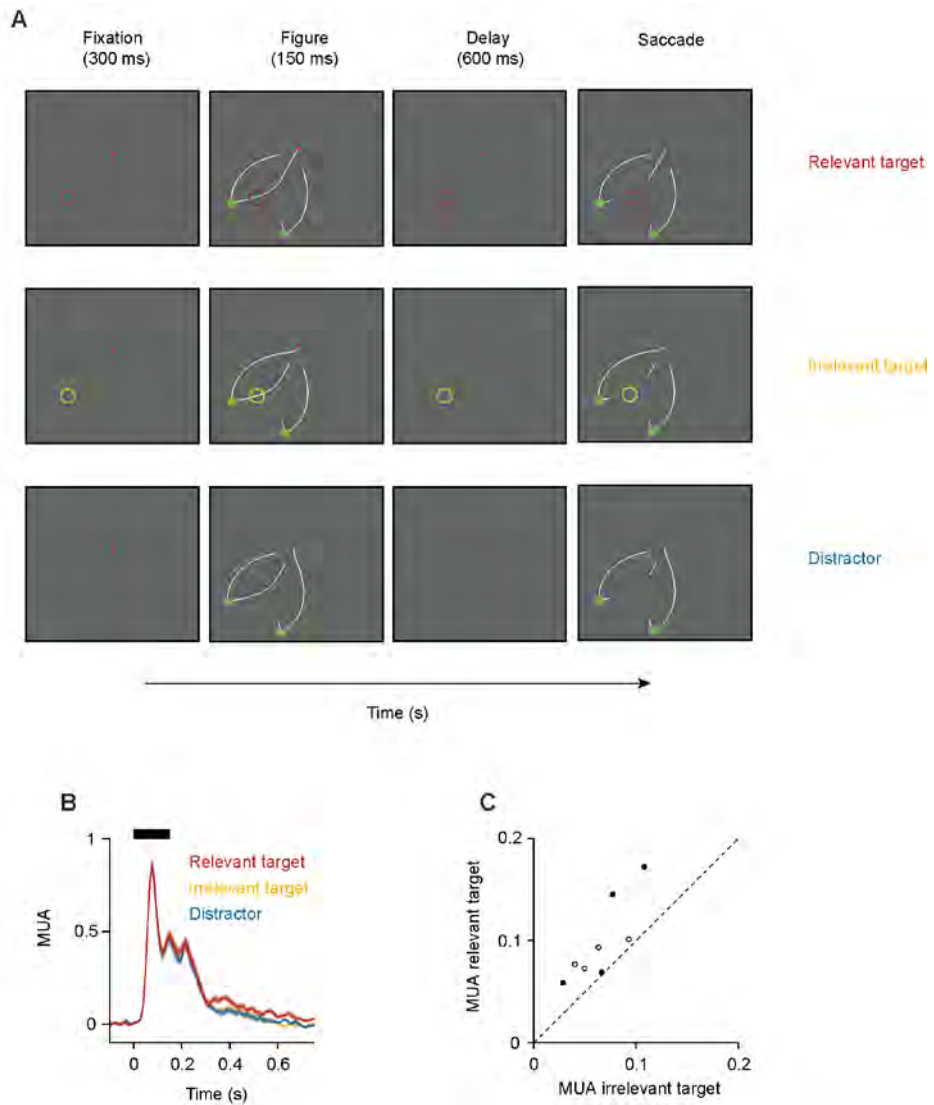 A
Fixation
(300 ms)
Figure
(150 ms)
Delay
(600 ms)
Saccade
Relevant target
Irrelevant target
Distractor
Time (s)
B
MUA
1
0.5
0
Relevant target
Irrelevant target
Distractor
0
0.2
0.4
0.6
Time (s)
C
MUA relevant target
0.2
0.1
0
0
0.1
0.2
MUA irrelevant target